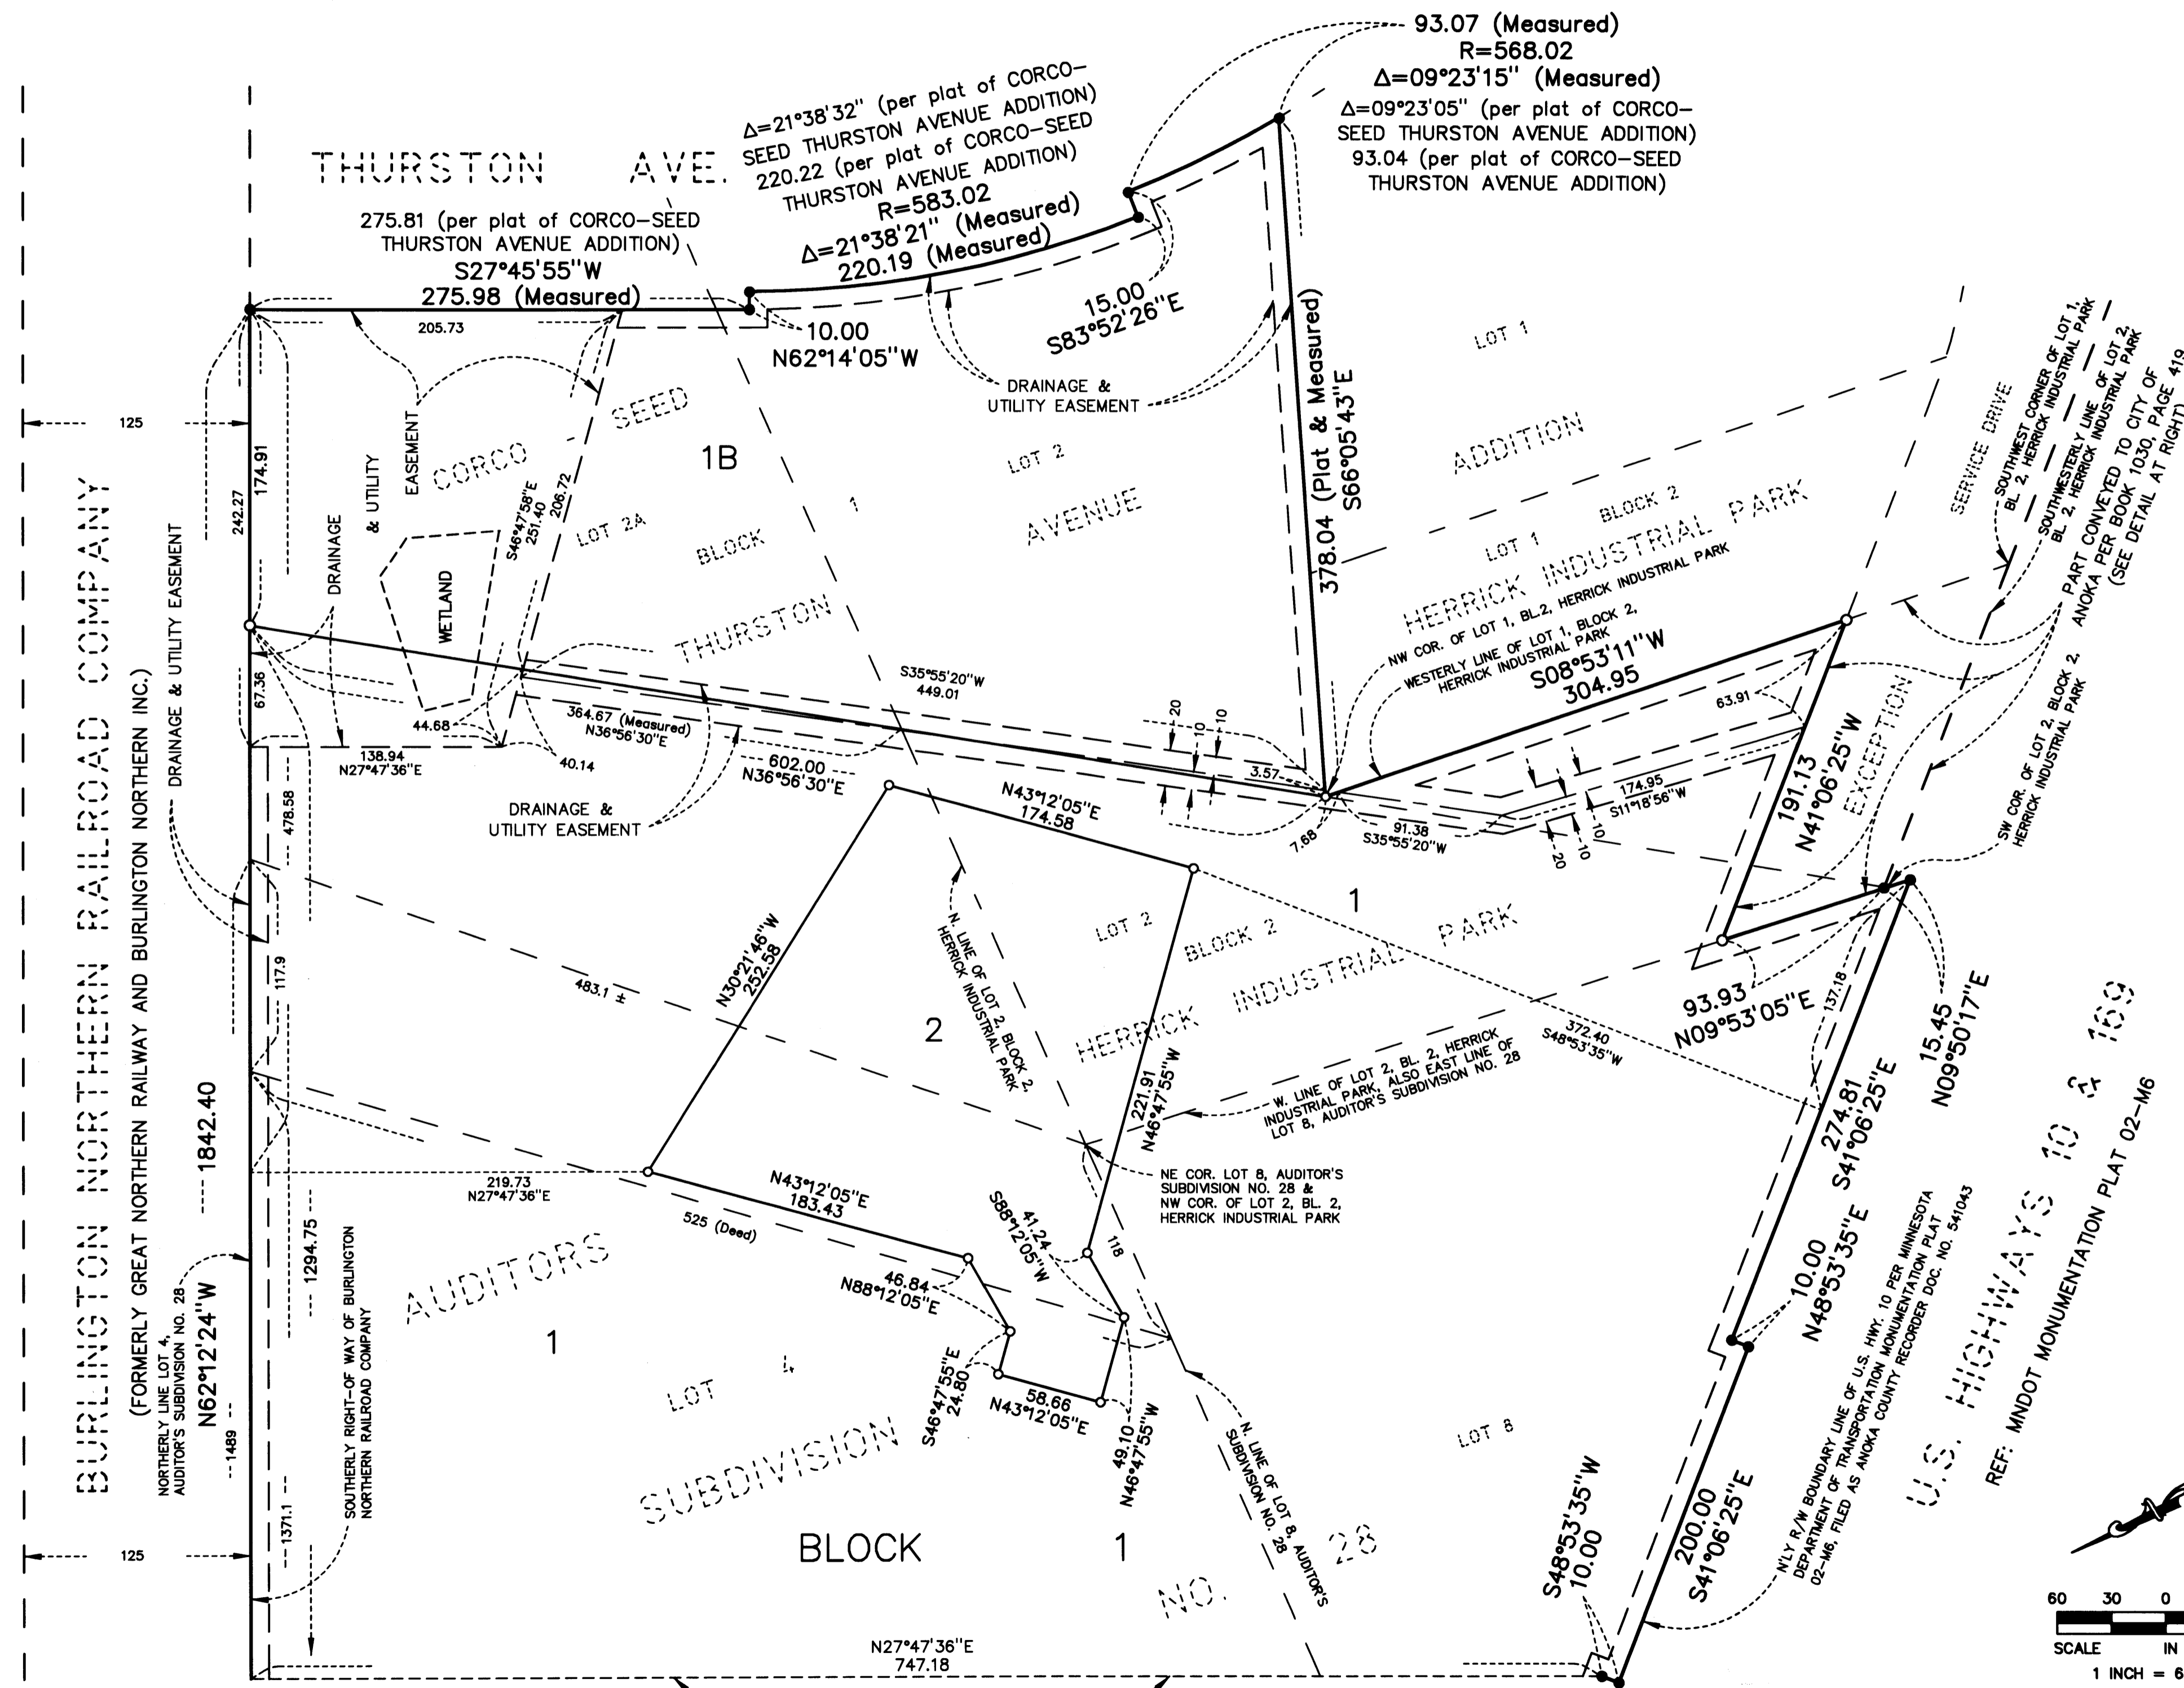 93.07 (Measured)
R=568.02
Δ=09°23'15" (Measured)
Δ=09°23'05" (per plat of CORCO-
SEED THURSTON AVENUE ADDITION)
93.04 (per plat of CORCO-SEED
THURSTON AVENUE ADDITION)
Δ=21°38'32" (per plat of CORCO-
SEED THURSTON AVENUE ADDITION)
220.22 (per plat of CORCO-SEED
THURSTON AVENUE ADDITION)
R=583.02
Δ=21°38'21" (Measured)
220.19 (Measured)
THURSTON AVE.
275.81 (per plat of CORCO-SEED
THURSTON AVENUE ADDITION)
S27°45'55"W
275.98 (Measured)
205.73
10.00
N62°14'05"W
15.00
S83°52'26"E
DRAINAGE &
UTILITY EASEMENT
378.04 (Plat & Measured)
S66°05'43"E
LOT 1
ADDITION
LOT 1
BLOCK 2
HERRICK INDUSTRIAL PARK
NW COR. OF LOT 1, BL.2, HERRICK INDUSTRIAL PARK
WESTERLY LINE OF LOT 1, BLOCK 2,
HERRICK INDUSTRIAL PARK
S08°53'11"W
304.95
SERVICE DRIVE
SOUTHWEST CORNER OF LOT 1,
BL. 2, HERRICK INDUSTRIAL PARK
SOUTHWESTERLY LINE OF LOT 2,
BL. 2, HERRICK INDUSTRIAL PARK
PART CONVEYED TO CITY OF
ANOKA PER BOOK 1030, PAGE 419
(SEE DETAIL AT RIGHT)
SW COR. OF LOT 2, BLOCK 2,
HERRICK INDUSTRIAL PARK
EXCEPTION
191.13
N41°06'25"W
63.91
174.95
S11°18'56"W
20
10
10
20
10
10
3.57
7.68
91.38
S35°55'20"W
125
242.27
174.91
67.36
DRAINAGE
& UTILITY
EASEMENT
CORCO - SEED
1B
LOT 2
AVENUE
LOT 2A
BLOCK 1
THURSTON
S46°47'58"E
251.40
206.72
WETLAND
S35°55'20"W
449.01
364.67 (Measured)
N36°56'30"E
602.00
N36°56'30"E
44.68
40.14
138.94
N27°47'36"E
DRAINAGE &
UTILITY EASEMENT
DRAINAGE & UTILITY EASEMENT
BURLINGTON NORTHERN RAILROAD COMPANY
(FORMERLY GREAT NORTHERN RAILWAY AND BURLINGTON NORTHERN INC.)
478.58
117.9
483.1 ±
N43°12'05"E
174.58
N30°21'46"W
252.58
2
N. LINE OF LOT 2, BLOCK 2,
HERRICK INDUSTRIAL PARK
1
LOT 2
BLOCK 2
HERRICK INDUSTRIAL PARK
221.91
N46°47'55"W
W. LINE OF LOT 2, BL. 2, HERRICK
INDUSTRIAL PARK, ALSO EAST LINE OF
LOT 8, AUDITOR'S SUBDIVISION NO. 28
372.40
S48°53'35"W
93.93
N09°53'05"E
137.18
15.45
N09°50'17"E
274.81
S41°06'25"E
U.S. HIGHWAYS 10 & 169
REF: MNDOT MONUMENTATION PLAT 02-M6
NE COR. LOT 8, AUDITOR'S
SUBDIVISION NO. 28 &
NW COR. OF LOT 2, BL. 2,
HERRICK INDUSTRIAL PARK
219.73
N27°47'36"E
N43°12'05"E
183.43
525 (Deed)
41.24
S88°12'05"W
118
46.84
N88°12'05"E
S46°47'55"E
24.80
58.66
N43°12'05"E
49.10
N46°47'55"W
1842.40
N62°12'24"W
NORTHERLY LINE LOT 4,
AUDITOR'S SUBDIVISION NO. 28
1489
1294.75
1371.1
SOUTHERLY RIGHT-OF WAY OF BURLINGTON
NORTHERN RAILROAD COMPANY
AUDITORS
1
LOT 4
SUBDIVISION
BLOCK 1
NO. 28
N. LINE OF LOT 8, AUDITOR'S
SUBDIVISION NO. 28
LOT 8
10.00
N48°53'35"E
N'LY R/W BOUNDARY LINE OF U.S. HWY. 10 PER MINNESOTA
DEPARTMENT OF TRANSPORTATION MONUMENTATION PLAT
02-M6, FILED AS ANOKA COUNTY RECORDER DOC. NO. 541043
200.00
S41°06'25"E
S48°53'35"W
10.00
125
N27°47'36"E
747.18
60 30 0
SCALE IN
1 INCH = 6